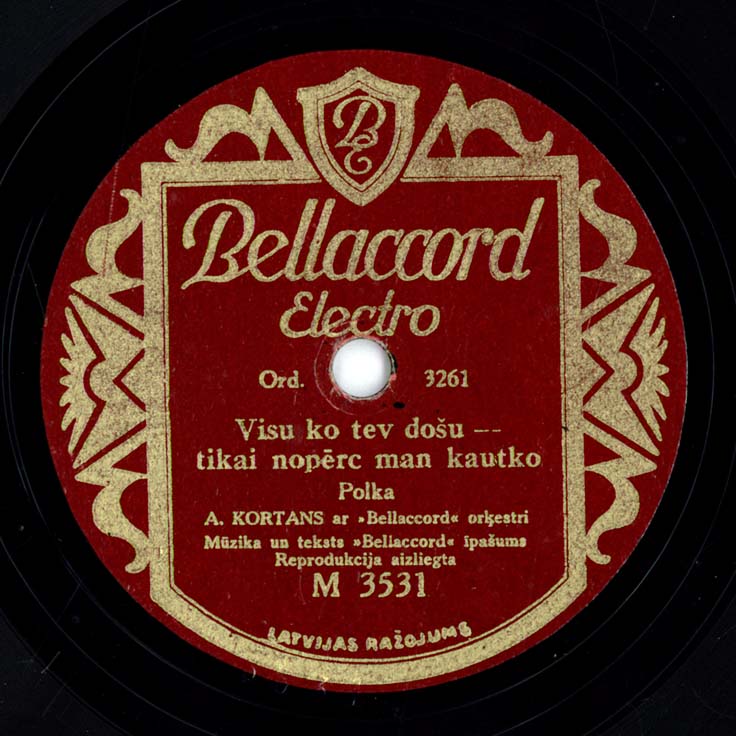 BE
Bellaccord
Electro
Ord. 3261
Visu ko tev došu --
tikai nopērc man kautko
Polka
A. KORTANS ar »Bellaccord« orķestri
Mūzika un teksts »Bellaccord« īpašums
Reprodukcija aizliegta
M 3531
LATVIJAS RAŽOJUMS